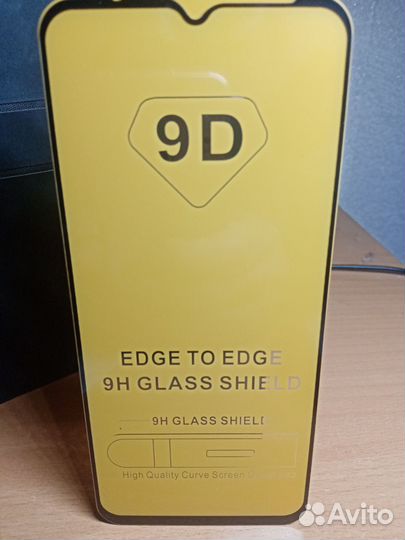 9D
EDGE TO EDGE
9H GLASS SHIELD
9H GLASS SHIELD
High Quality Curve Screen
Avito